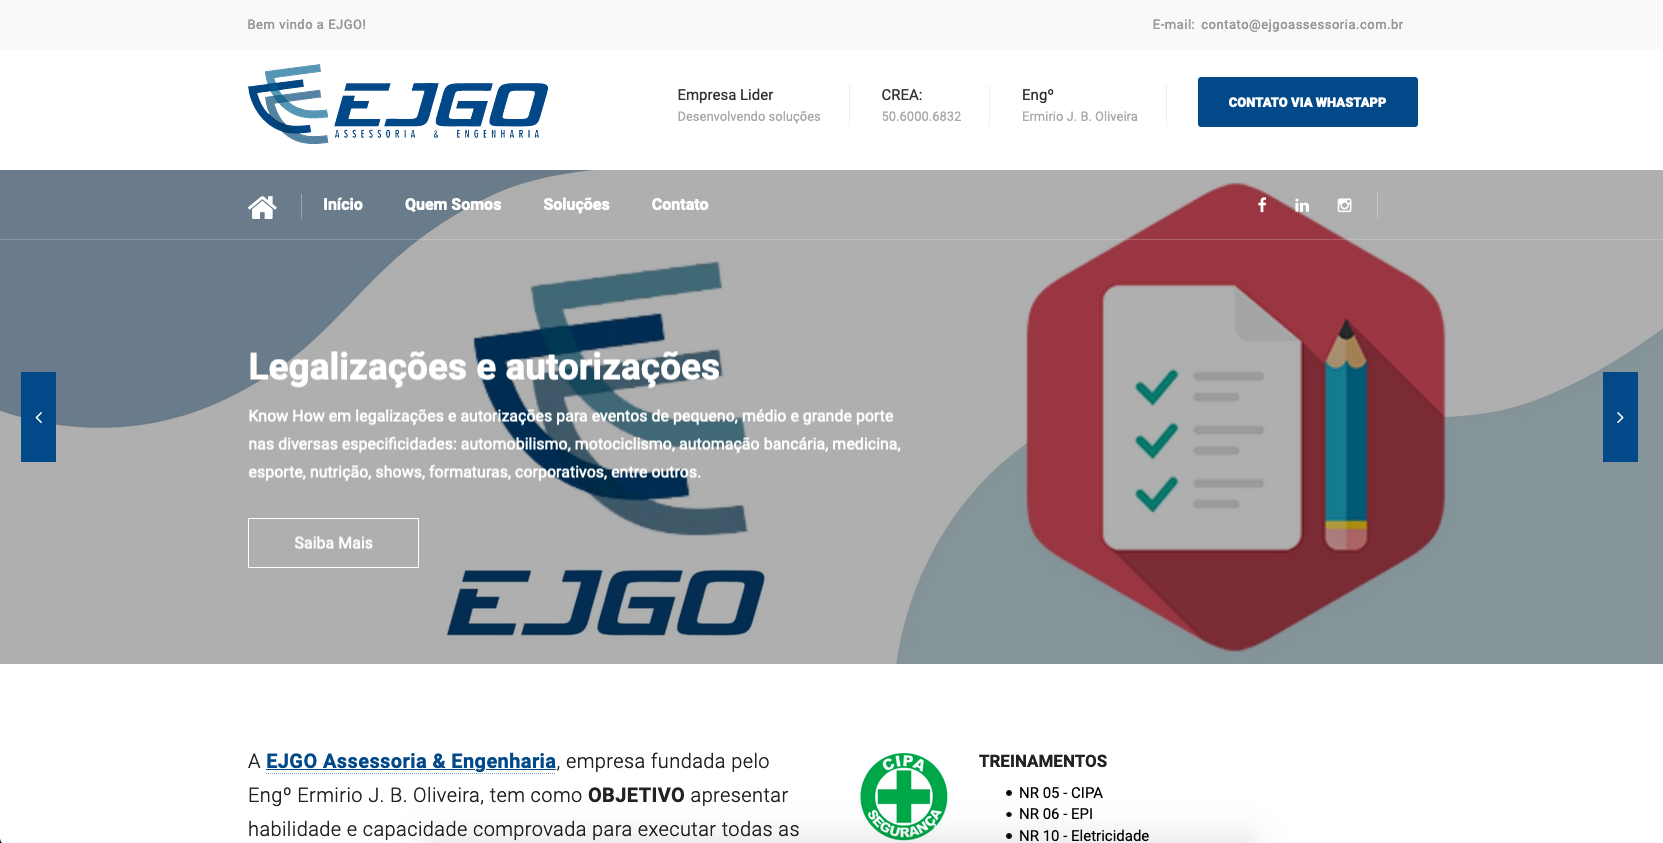 Bem vindo a EJGO!
E-mail: contato@ejgoassessoria.com.br
EJGO
ASSESSORIA & ENGENHARIA
Empresa Lider
Desenvolvendo soluções
CREA:
50.6000.6832
Engº
Ermirio J. B. Oliveira
CONTATO VIA WHASTAPP
Início
Quem Somos
Soluções
Contato
Legalizações e autorizações
Know How em legalizações e autorizações para eventos de pequeno, médio e grande porte
nas diversas especificidades: automobilismo, motociclismo, automação bancária, medicina,
esporte, nutrição, shows, formaturas, corporativos, entre outros.
Saiba Mais
EJGO
A EJGO Assessoria & Engenharia, empresa fundada pelo
Engº Ermirio J. B. Oliveira, tem como OBJETIVO apresentar
habilidade e capacidade comprovada para executar todas as
CIPA
SEGURANÇA
TREINAMENTOS
• NR 05 - CIPA
• NR 06 - EPI
• NR 10 - Eletricidade